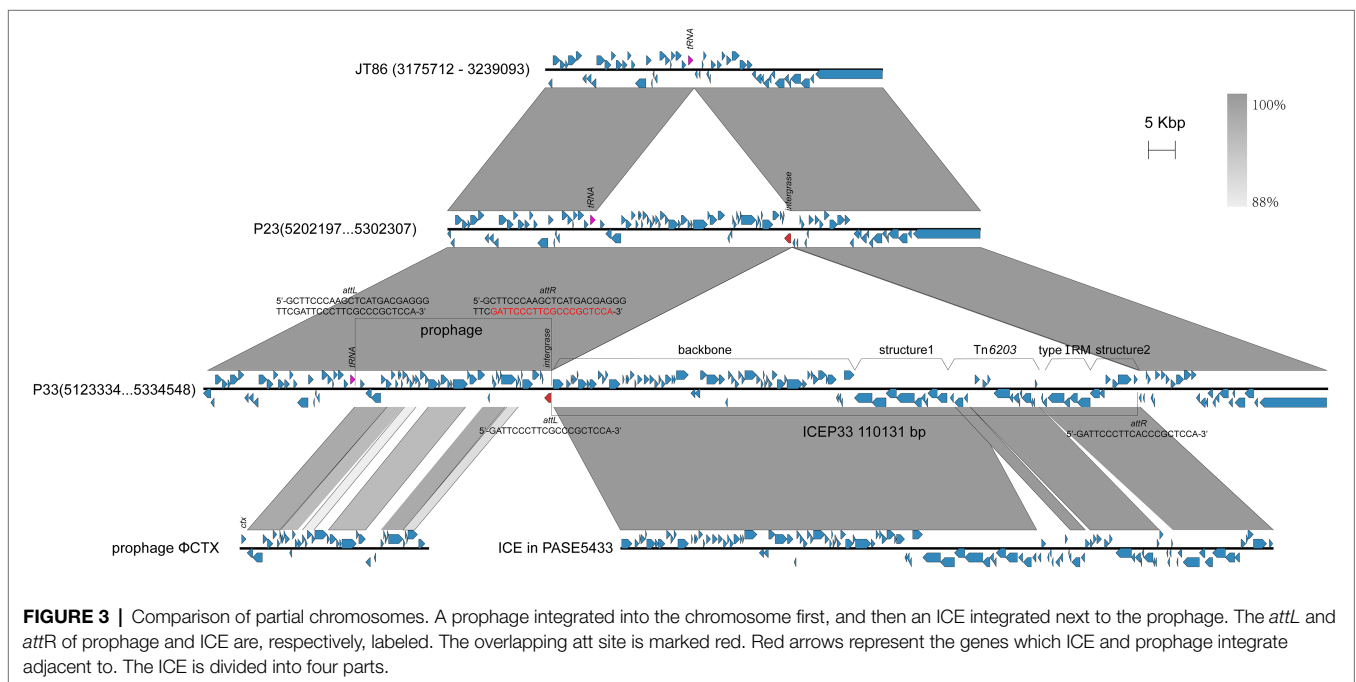 tRNA
JT86 (3175712 - 3239093)
100%
5 Kbp
88%
tRNA
intergrase
P23(5202197...5302307)
attL
attR
5'-GCTTCCCAAGCTCATGACGAGGG
5'-GCTTCCCAAGCTCATGACGAGGG
TTCGATTCCCTTCGCCCGCTCCA-3'
TTCGATTCCCTTCGCCCGCTCCA-3'
prophage
tRNA
intergrase
backbone
structure1
Tn6203
type I RM
structure2
P33(5123334...5334548)
attL
5'-GATTCCCTTCGCCCGCTCCA-3'
ICEP33 110131 bp
attR
5'-GATTCCCTTCACCCGCTCCA-3'
ctx
prophage ΦCTX
ICE in PASE5433
FIGURE 3 | Comparison of partial chromosomes. A prophage integrated into the chromosome first, and then an ICE integrated next to the prophage. The attL and
attR of prophage and ICE are, respectively, labeled. The overlapping att site is marked red. Red arrows represent the genes which ICE and prophage integrate
adjacent to. The ICE is divided into four parts.